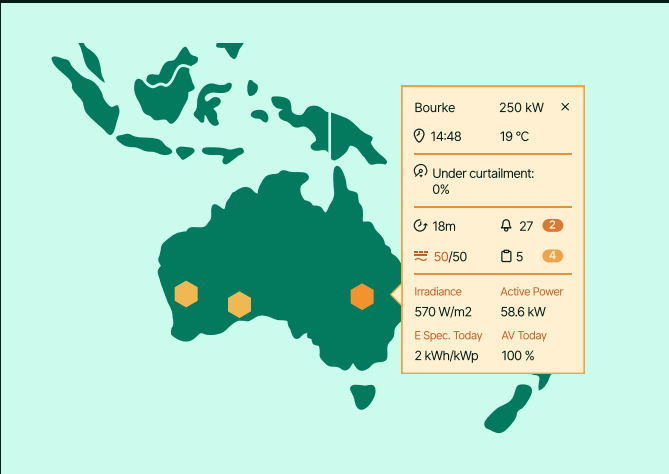 Bourke 250 kW ×
14:48 19 °C
Under curtailment:
0%
18m 27 2
50/50 5 4
Irradiance Active Power
570 W/m2 58.6 kW
E Spec. Today AV Today
2 kWh/kWp 100 %